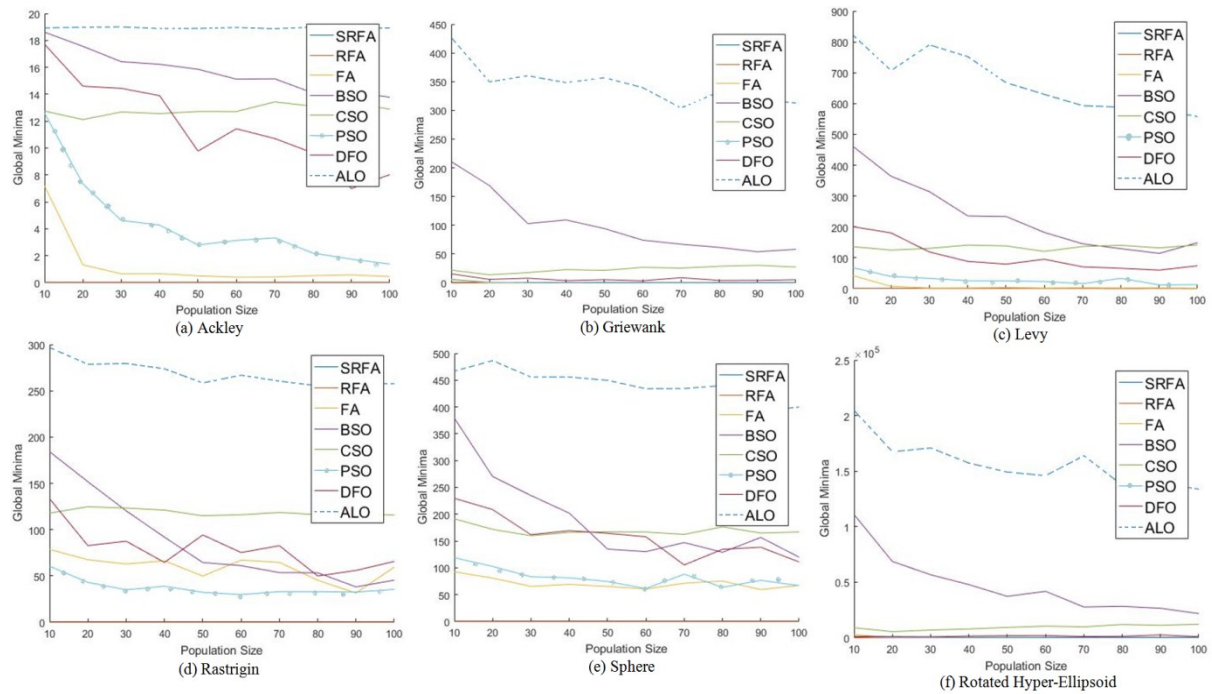 20
18
16
14
12
10
8
6
4
2
0
Global Minima
10 20 30 40 50 60 70 80 90 100
Population Size
SRFA
RFA
FA
BSO
CSO
PSO
DFO
ALO
(a) Ackley
450
400
350
300
250
200
150
100
50
0
Global Minima
10 20 30 40 50 60 70 80 90 100
Population Size
SRFA
RFA
FA
BSO
CSO
PSO
DFO
ALO
(b) Griewank
900
800
700
600
500
400
300
200
100
0
Global Minima
10 20 30 40 50 60 70 80 90 100
Population Size
SRFA
RFA
FA
BSO
CSO
PSO
DFO
ALO
(c) Levy
300
250
200
150
100
50
Global Minima
10 20 30 40 50 60 70 80 90 100
Population Size
SRFA
RFA
FA
BSO
CSO
PSO
DFO
ALO
(d) Rastrigin
500
450
400
350
300
250
200
150
100
50
0
Global Minima
10 20 30 40 50 60 70 80 90 100
Population Size
SRFA
RFA
FA
BSO
CSO
PSO
DFO
ALO
(e) Sphere
× 10^5
2.5
2
1.5
1
0.5
0
Global Minima
10 20 30 40 50 60 70 80 90 100
Population Size
SRFA
RFA
FA
BSO
CSO
PSO
DFO
ALO
(f) Rotated Hyper-Ellipsoid